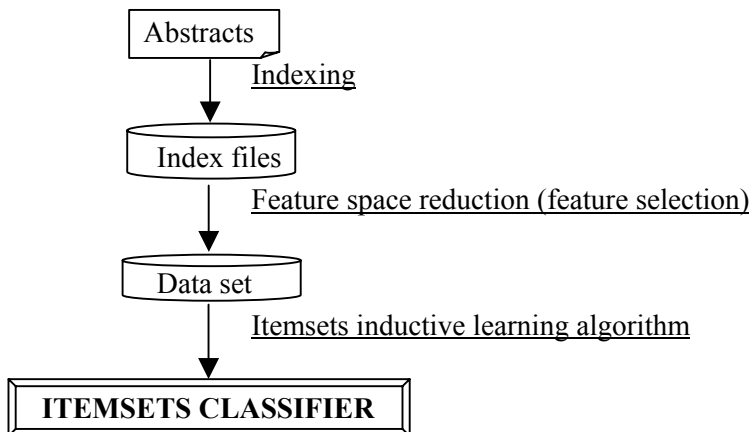 Abstracts
Indexing
Index files
Feature space reduction (feature selection)
Data set
Itemsets inductive learning algorithm
ITEMSETS CLASSIFIER